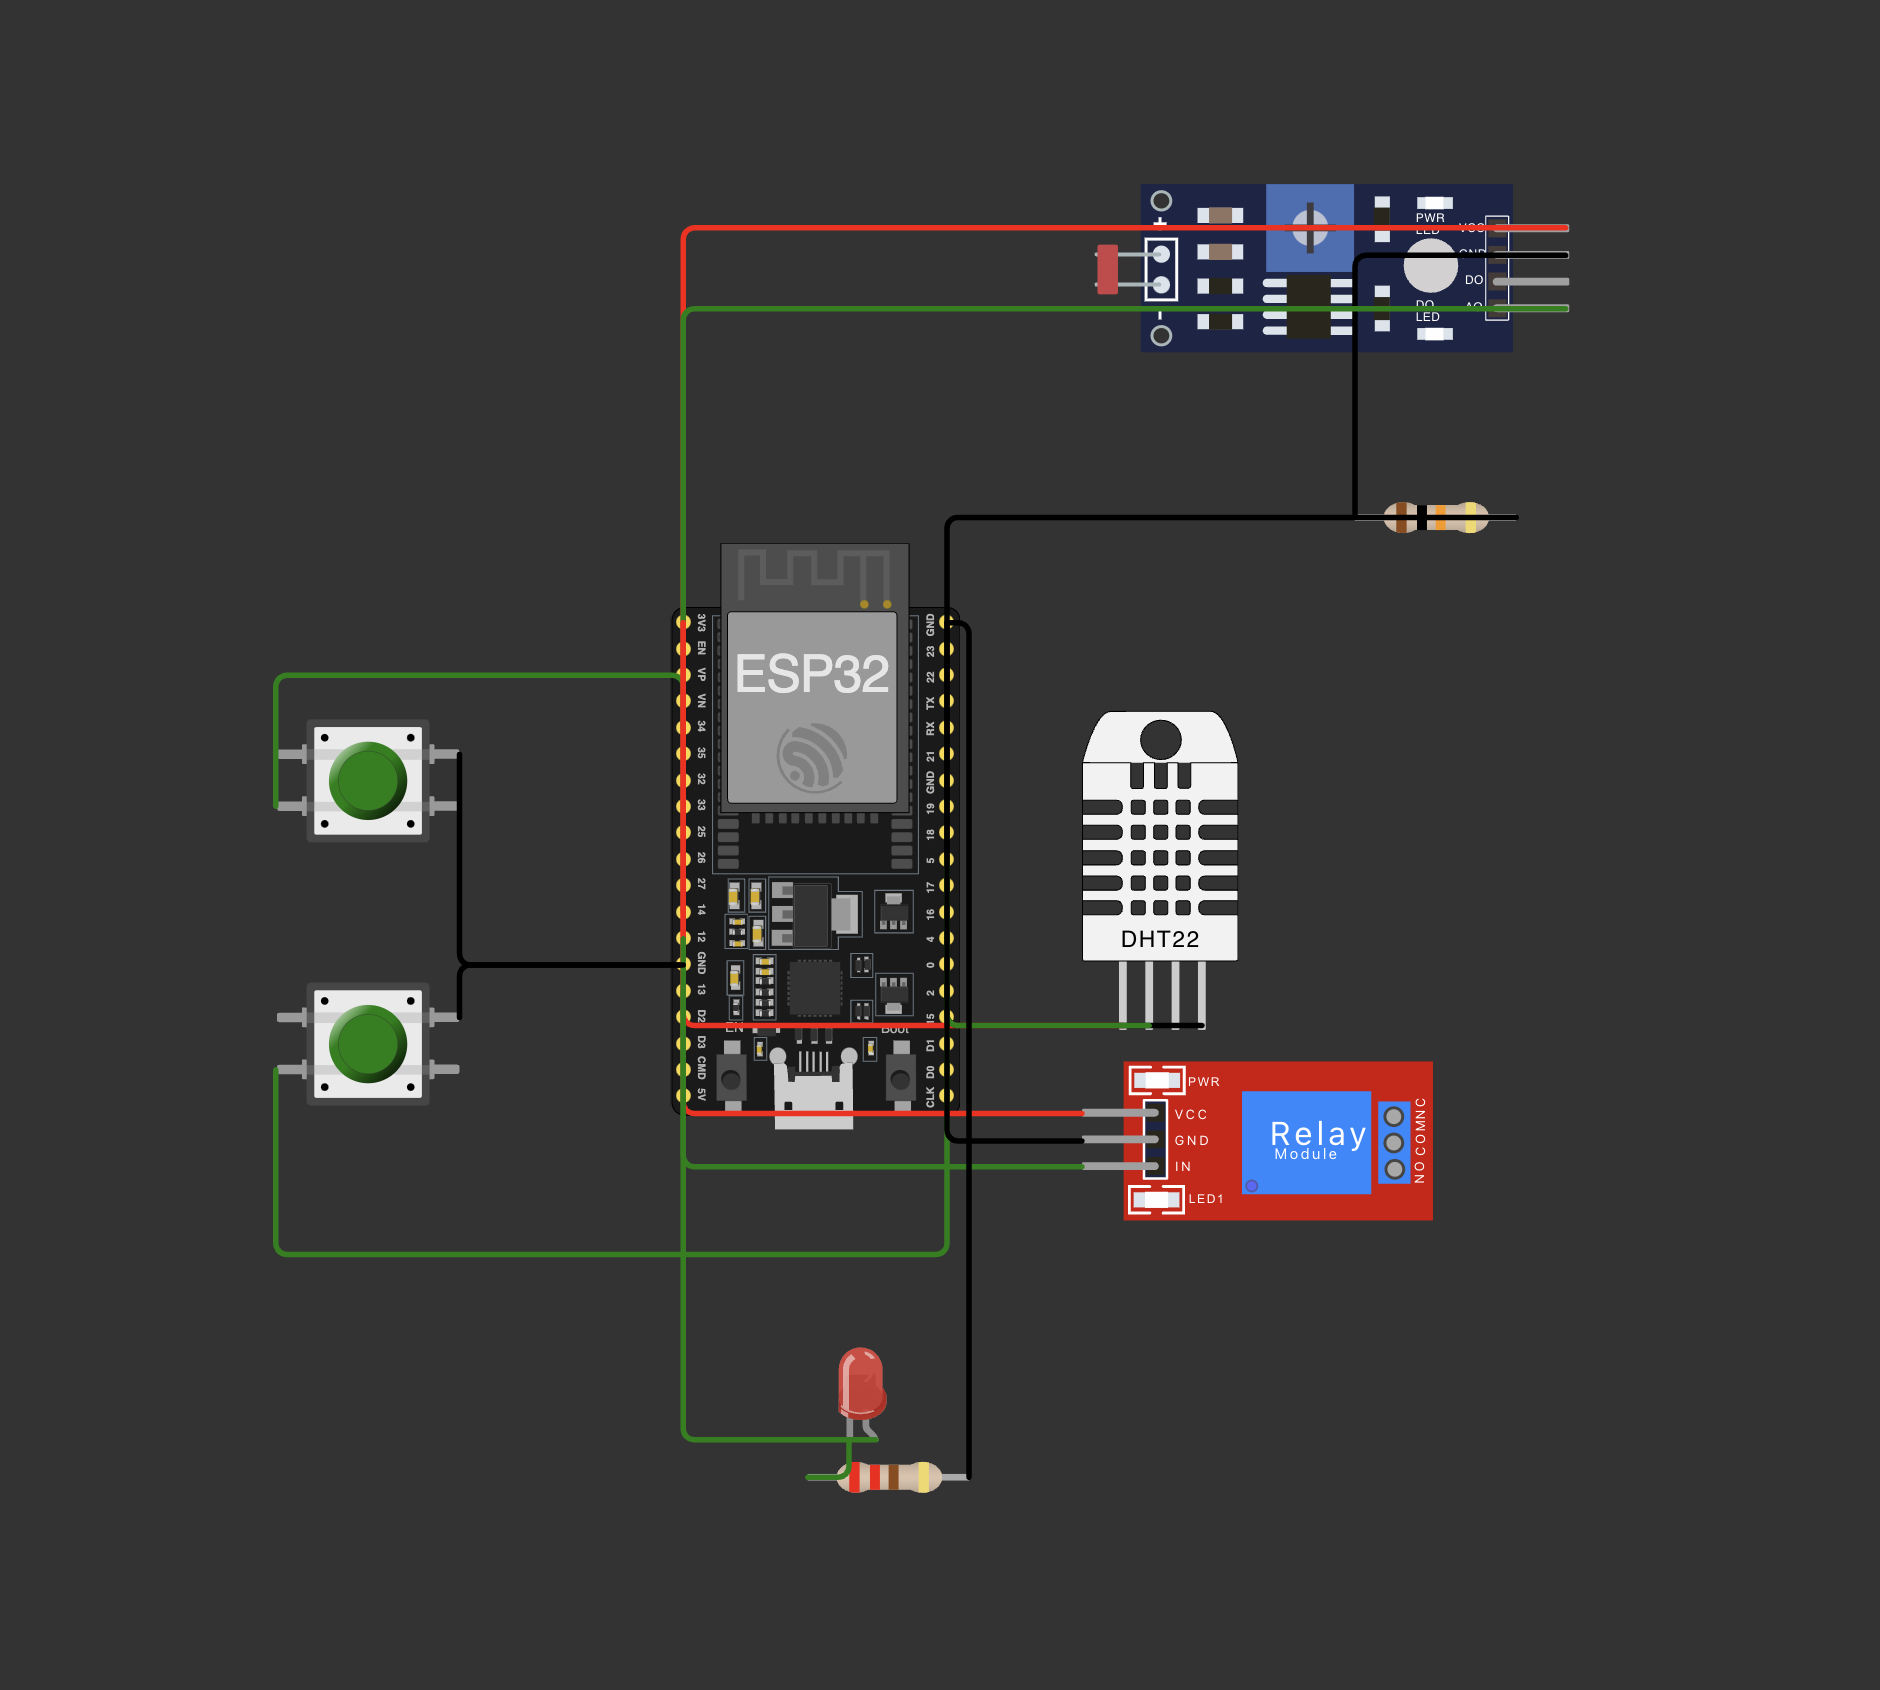 PWR
LED
VCC
GND
DO
DO
LED
AO
ESP32
3V3
EN
VP
VN
34
35
32
33
25
26
27
14
12
GND
13
D2
D3
CMD
5V
GND
23
22
TX
RX
21
GND
19
18
5
17
16
4
0
2
15
D1
D0
CLK
EN
Boot
DHT22
PWR
VCC
GND
IN
LED1
Relay
Module
NO COM NC